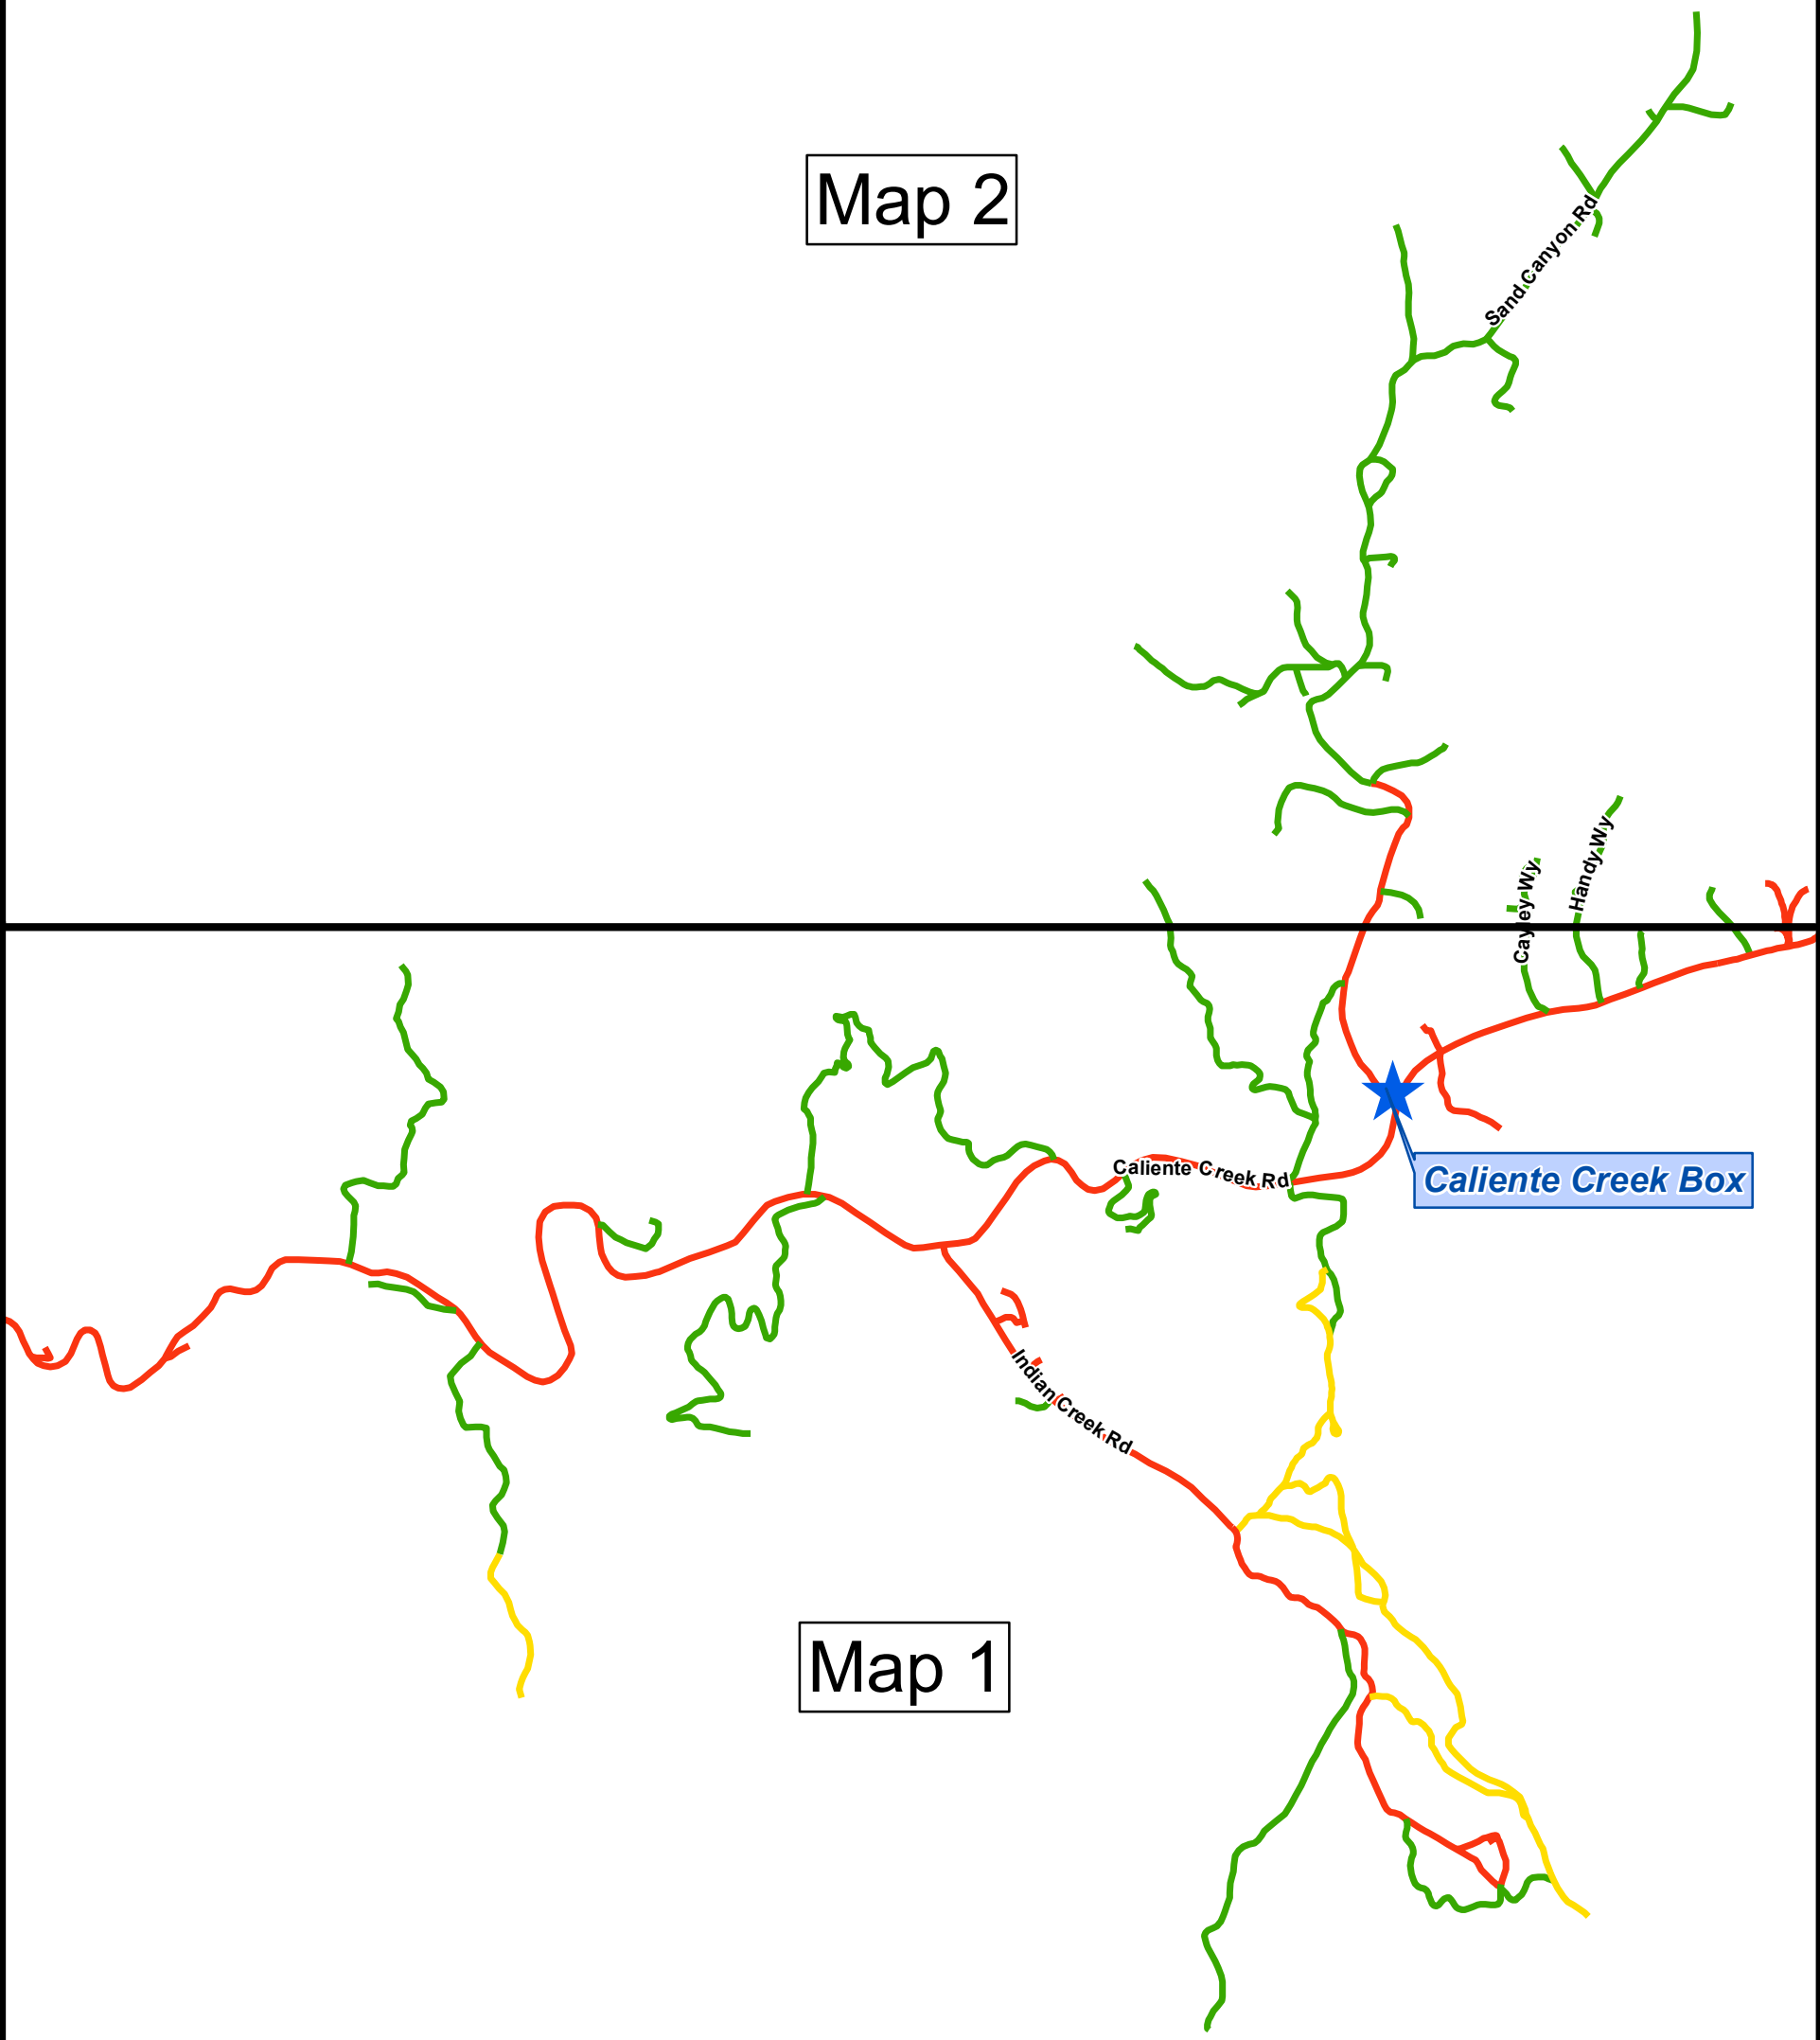 Map 2
Sand Canyon Rd
Cayley Wy
Handy Wy
Caliente Creek Rd
Caliente Creek Box
Indian Creek Rd
Map 1